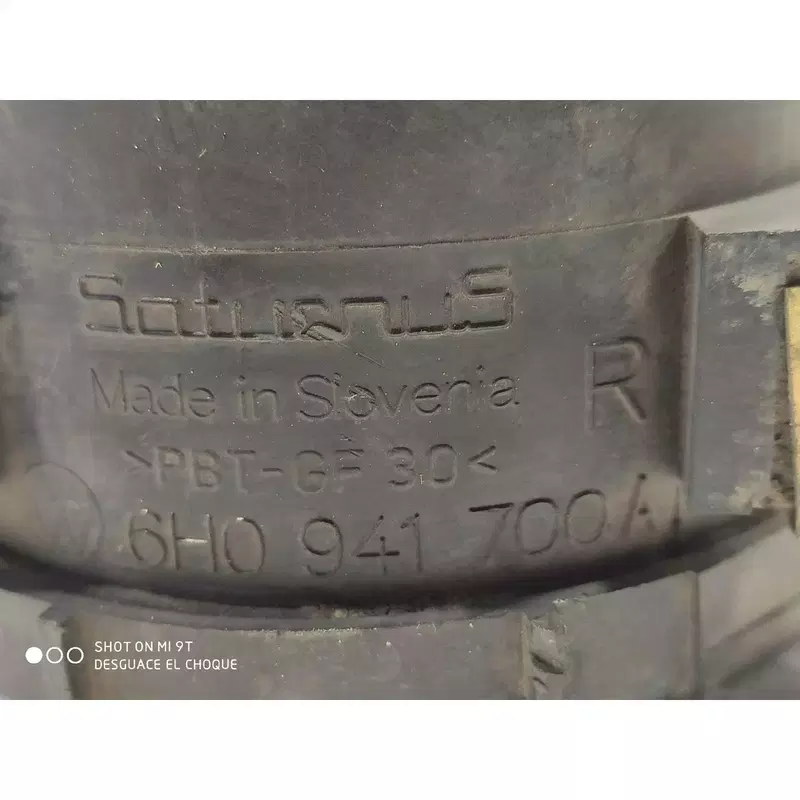 Saturnus
Made in Slovenia
R
>PBT-GF 30<
6H0 941 700A
SHOT ON MI 9T
DESGUACE EL CHOQUE